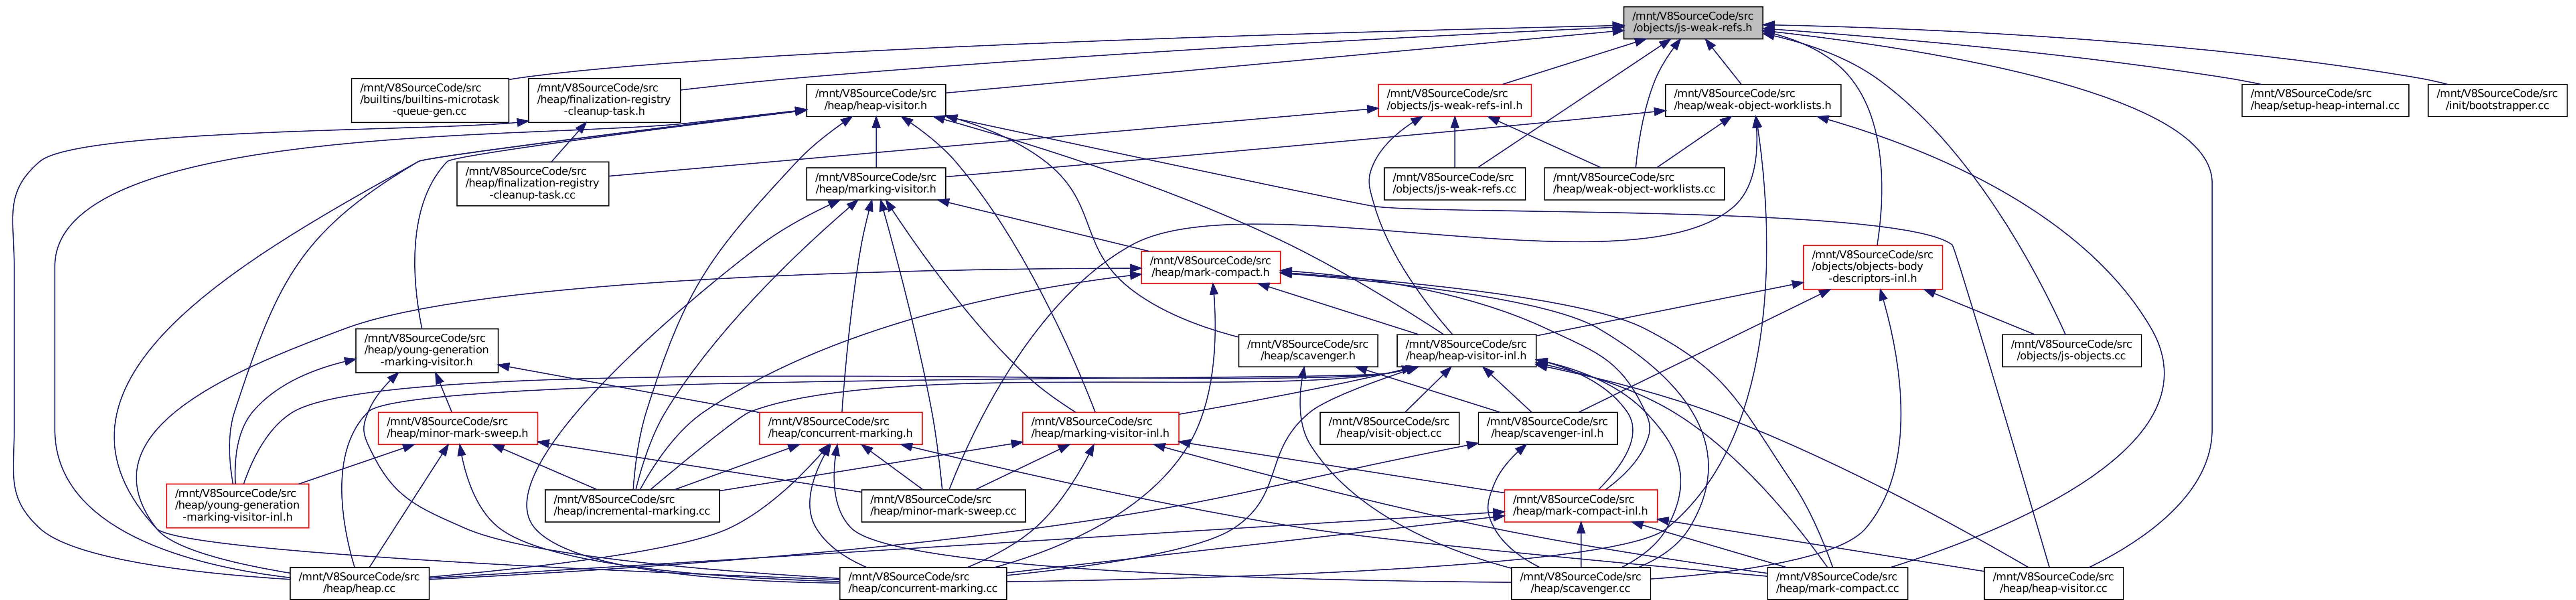 /mnt/V8SourceCode/src
/objects/js-weak-refs.h
/mnt/V8SourceCode/src
/builtins/builtins-microtask
-queue-gen.cc
/mnt/V8SourceCode/src
/heap/finalization-registry
-cleanup-task.h
/mnt/V8SourceCode/src
/heap/heap-visitor.h
/mnt/V8SourceCode/src
/objects/js-weak-refs-inl.h
/mnt/V8SourceCode/src
/heap/weak-object-worklists.h
/mnt/V8SourceCode/src
/heap/setup-heap-internal.cc
/mnt/V8SourceCode/src
/init/bootstrapper.cc
/mnt/V8SourceCode/src
/heap/finalization-registry
-cleanup-task.cc
/mnt/V8SourceCode/src
/heap/marking-visitor.h
/mnt/V8SourceCode/src
/objects/js-weak-refs.cc
/mnt/V8SourceCode/src
/heap/weak-object-worklists.cc
/mnt/V8SourceCode/src
/heap/mark-compact.h
/mnt/V8SourceCode/src
/objects/objects-body
-descriptors-inl.h
/mnt/V8SourceCode/src
/heap/young-generation
-marking-visitor.h
/mnt/V8SourceCode/src
/heap/scavenger.h
/mnt/V8SourceCode/src
/heap/heap-visitor-inl.h
/mnt/V8SourceCode/src
/objects/js-objects.cc
/mnt/V8SourceCode/src
/heap/minor-mark-sweep.h
/mnt/V8SourceCode/src
/heap/concurrent-marking.h
/mnt/V8SourceCode/src
/heap/marking-visitor-inl.h
/mnt/V8SourceCode/src
/heap/visit-object.cc
/mnt/V8SourceCode/src
/heap/scavenger-inl.h
/mnt/V8SourceCode/src
/heap/young-generation
-marking-visitor-inl.h
/mnt/V8SourceCode/src
/heap/incremental-marking.cc
/mnt/V8SourceCode/src
/heap/minor-mark-sweep.cc
/mnt/V8SourceCode/src
/heap/mark-compact-inl.h
/mnt/V8SourceCode/src
/heap/heap.cc
/mnt/V8SourceCode/src
/heap/concurrent-marking.cc
/mnt/V8SourceCode/src
/heap/scavenger.cc
/mnt/V8SourceCode/src
/heap/mark-compact.cc
/mnt/V8SourceCode/src
/heap/heap-visitor.cc